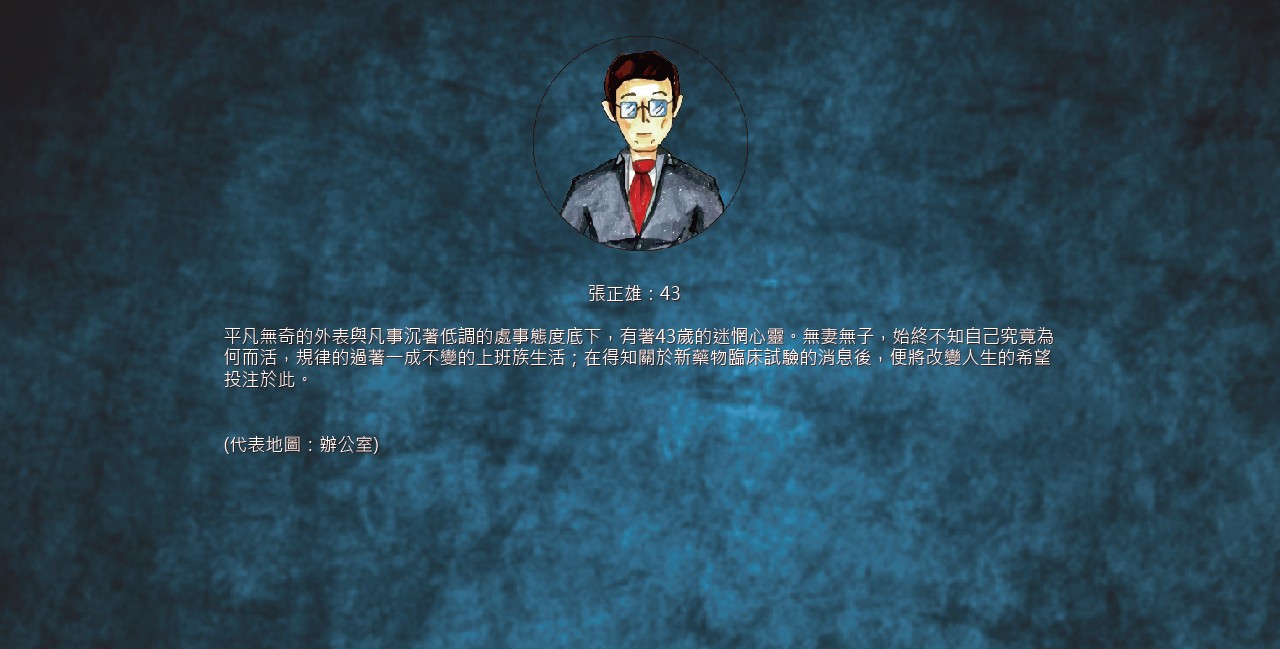 張正雄：43
平凡無奇的外表與凡事沉著低調的處事態度底下，有著43歲的迷惘心靈。無妻無子，始終不知自己究竟為
何而活，規律的過著一成不變的上班族生活；在得知關於新藥物臨床試驗的消息後，便將改變人生的希望
投注於此。
(代表地圖：辦公室)